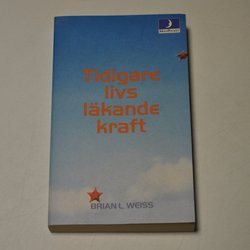 Tidigare
livs
läkande
kraft
BRIAN L. WEISS